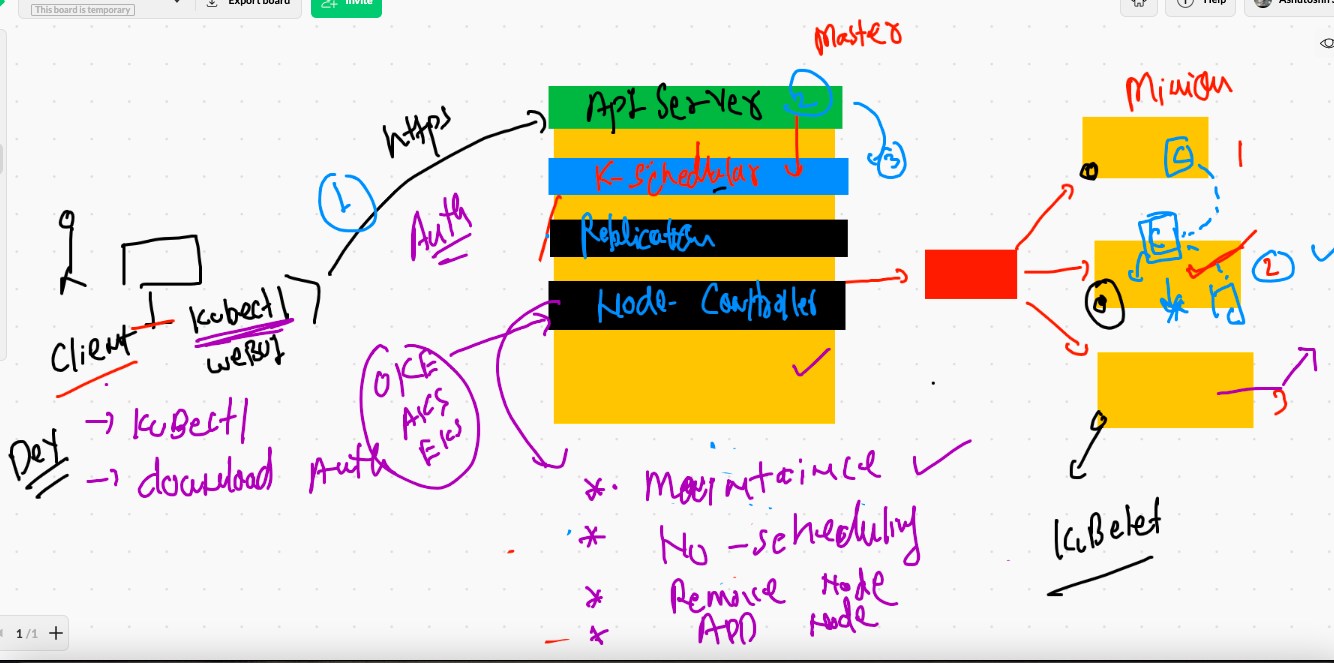 This board is temporary
Export board
Invite
Help
Master
Minion
https
API Server
2
3
K-schedular
1
Auth
Replication
C
1
C
2
Node-Controller
Client
Kubectl
WEBUI
OKE
AKS
EKS
Dev
→ KuBectl
→ download Auth
* Maintaince
* No-scheduling
* Remove Node
* ADD Node
KuBelet
1/1